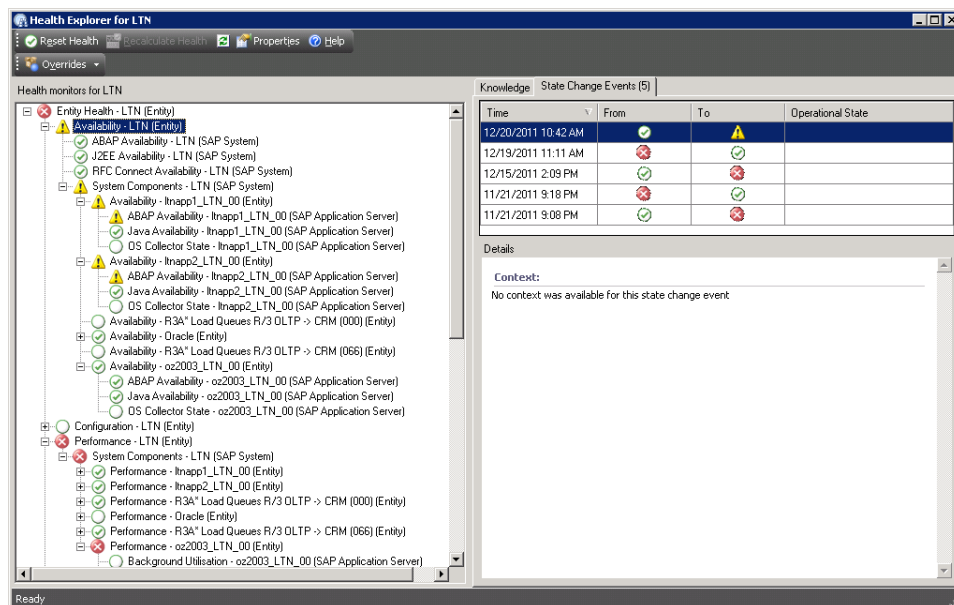 Health Explorer for LTN
Reset Health Recalculate Health Properties Help
Overrides
Health monitors for LTN
Entity Health - LTN (Entity)
Availability - LTN (Entity)
ABAP Availability - LTN (SAP System)
J2EE Availability - LTN (SAP System)
RFC Connect Availability - LTN (SAP System)
System Components - LTN (SAP System)
Availability - ltnapp1_LTN_00 (Entity)
ABAP Availability - ltnapp1_LTN_00 (SAP Application Server)
Java Availability - ltnapp1_LTN_00 (SAP Application Server)
OS Collector State - ltnapp1_LTN_00 (SAP Application Server)
Availability - ltnapp2_LTN_00 (Entity)
ABAP Availability - ltnapp2_LTN_00 (SAP Application Server)
Java Availability - ltnapp2_LTN_00 (SAP Application Server)
OS Collector State - ltnapp2_LTN_00 (SAP Application Server)
Availability - R3A* Load Queues R/3 OLTP -> CRM (000) (Entity)
Availability - Oracle (Entity)
Availability - R3A* Load Queues R/3 OLTP -> CRM (066) (Entity)
Availability - oz2003_LTN_00 (Entity)
ABAP Availability - oz2003_LTN_00 (SAP Application Server)
Java Availability - oz2003_LTN_00 (SAP Application Server)
OS Collector State - oz2003_LTN_00 (SAP Application Server)
Configuration - LTN (Entity)
Performance - LTN (Entity)
System Components - LTN (SAP System)
Performance - ltnapp1_LTN_00 (Entity)
Performance - ltnapp2_LTN_00 (Entity)
Performance - R3A* Load Queues R/3 OLTP -> CRM (000) (Entity)
Performance - Oracle (Entity)
Performance - R3A* Load Queues R/3 OLTP -> CRM (066) (Entity)
Performance - oz2003_LTN_00 (Entity)
Background Utilisation - oz2003_LTN_00 (SAP Application Server)
Knowledge State Change Events (5)
Time From To Operational State
12/20/2011 10:42 AM
12/19/2011 11:11 AM
12/15/2011 2:09 PM
11/21/2011 9:18 PM
11/21/2011 9:08 PM
Details
Context:
No context was available for this state change event
Ready